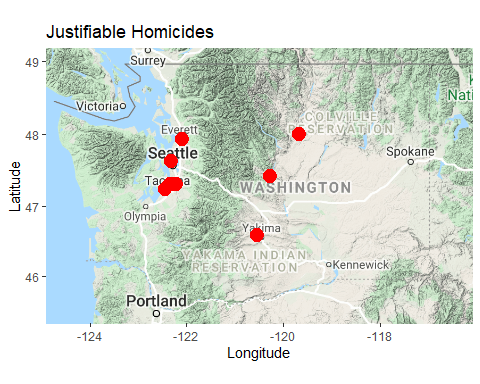 Justifiable Homicides
49
48
47
46
Latitude
Surrey
Victoria
Everett
Seattle
Olympia
Portland
COLVILLE
RESERVATION
Spokane
WASHINGTON
Yakima
YAKAMA INDIAN
RESERVATION
Kennewick
-124
-122
-120
-118
Longitude